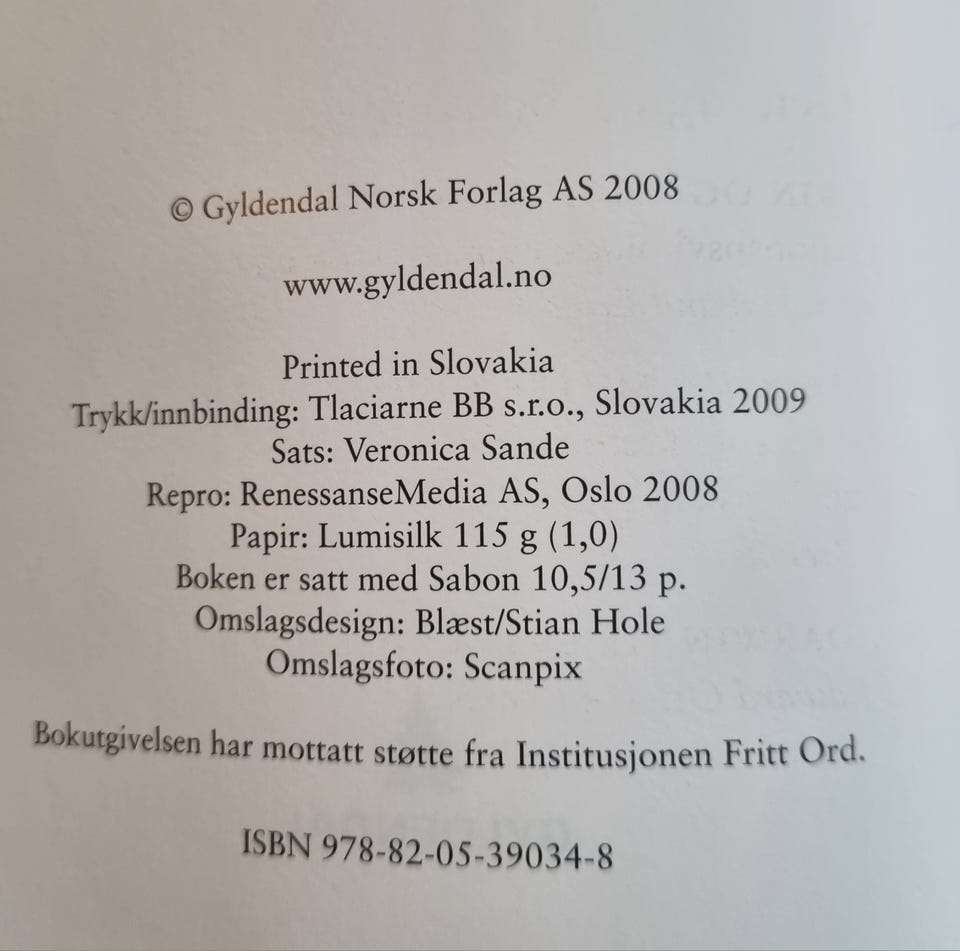 © Gyldendal Norsk Forlag AS 2008
www.gyldendal.no
Printed in Slovakia
Trykk/innbinding: Tlaciarne BB s.r.o., Slovakia 2009
Sats: Veronica Sande
Repro: RenessanseMedia AS, Oslo 2008
Papir: Lumisilk 115 g (1,0)
Boken er satt med Sabon 10,5/13 p.
Omslagsdesign: Blæst/Stian Hole
Omslagsfoto: Scanpix
Bokutgivelsen har mottatt støtte fra Institusjonen Fritt Ord.
ISBN 978-82-05-39034-8